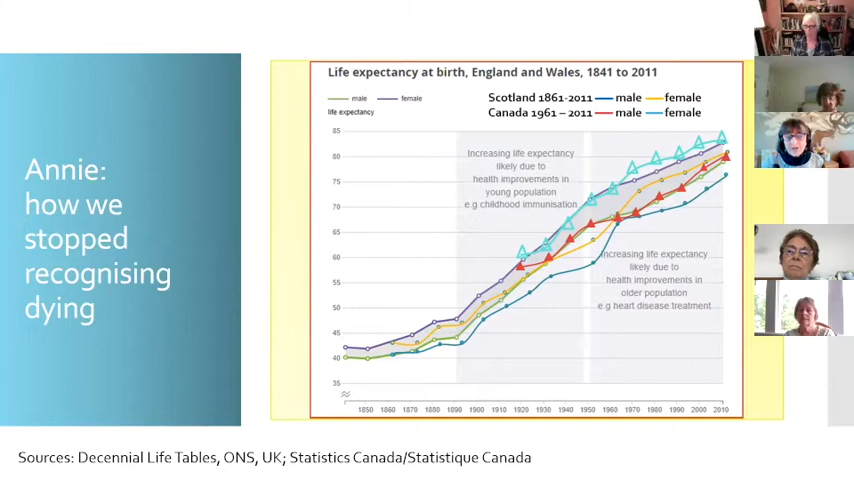 Life expectancy at birth, England and Wales, 1841 to 2011
male female
life expectancy
Scotland 1861-2011 male female
Canada 1961 – 2011 male female
85
80
75
70
65
60
55
50
45
40
35
Increasing life expectancy
likely due to
health improvements in
young population
e.g childhood immunisation
Increasing life expectancy
likely due to
health improvements in
older population
e.g heart disease treatment
1850 1860 1870 1880 1890 1900 1910 1920 1930 1940 1950 1960 1970 1980 1990 2000 2010
Annie:
how we
stopped
recognising
dying
Sources: Decennial Life Tables, ONS, UK; Statistics Canada/Statistique Canada